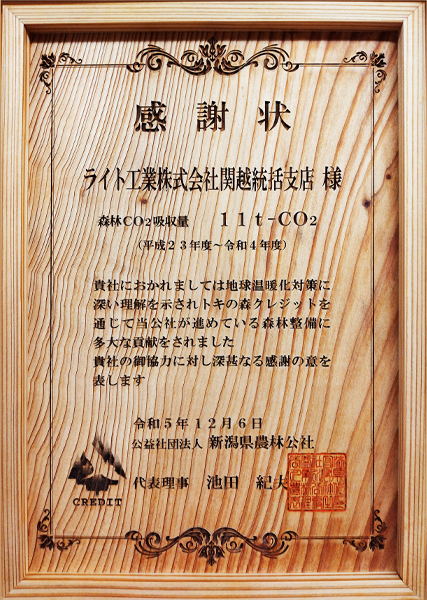 感謝状
ライト工業株式会社関越統括支店 様
森林CO2吸収量 11t-CO2
(平成23年度~令和4年度)
貴社におかれましては地球温暖化対策に
深い理解を示されトキの森クレジットを
通じて当公社が進めている森林整備に
多大な貢献をされました
貴社の御協力に対し深甚なる感謝の意を
表します
令和5年12月6日
公益社団法人 新潟県農林公社
代表理事 池田 紀夫
CREDIT